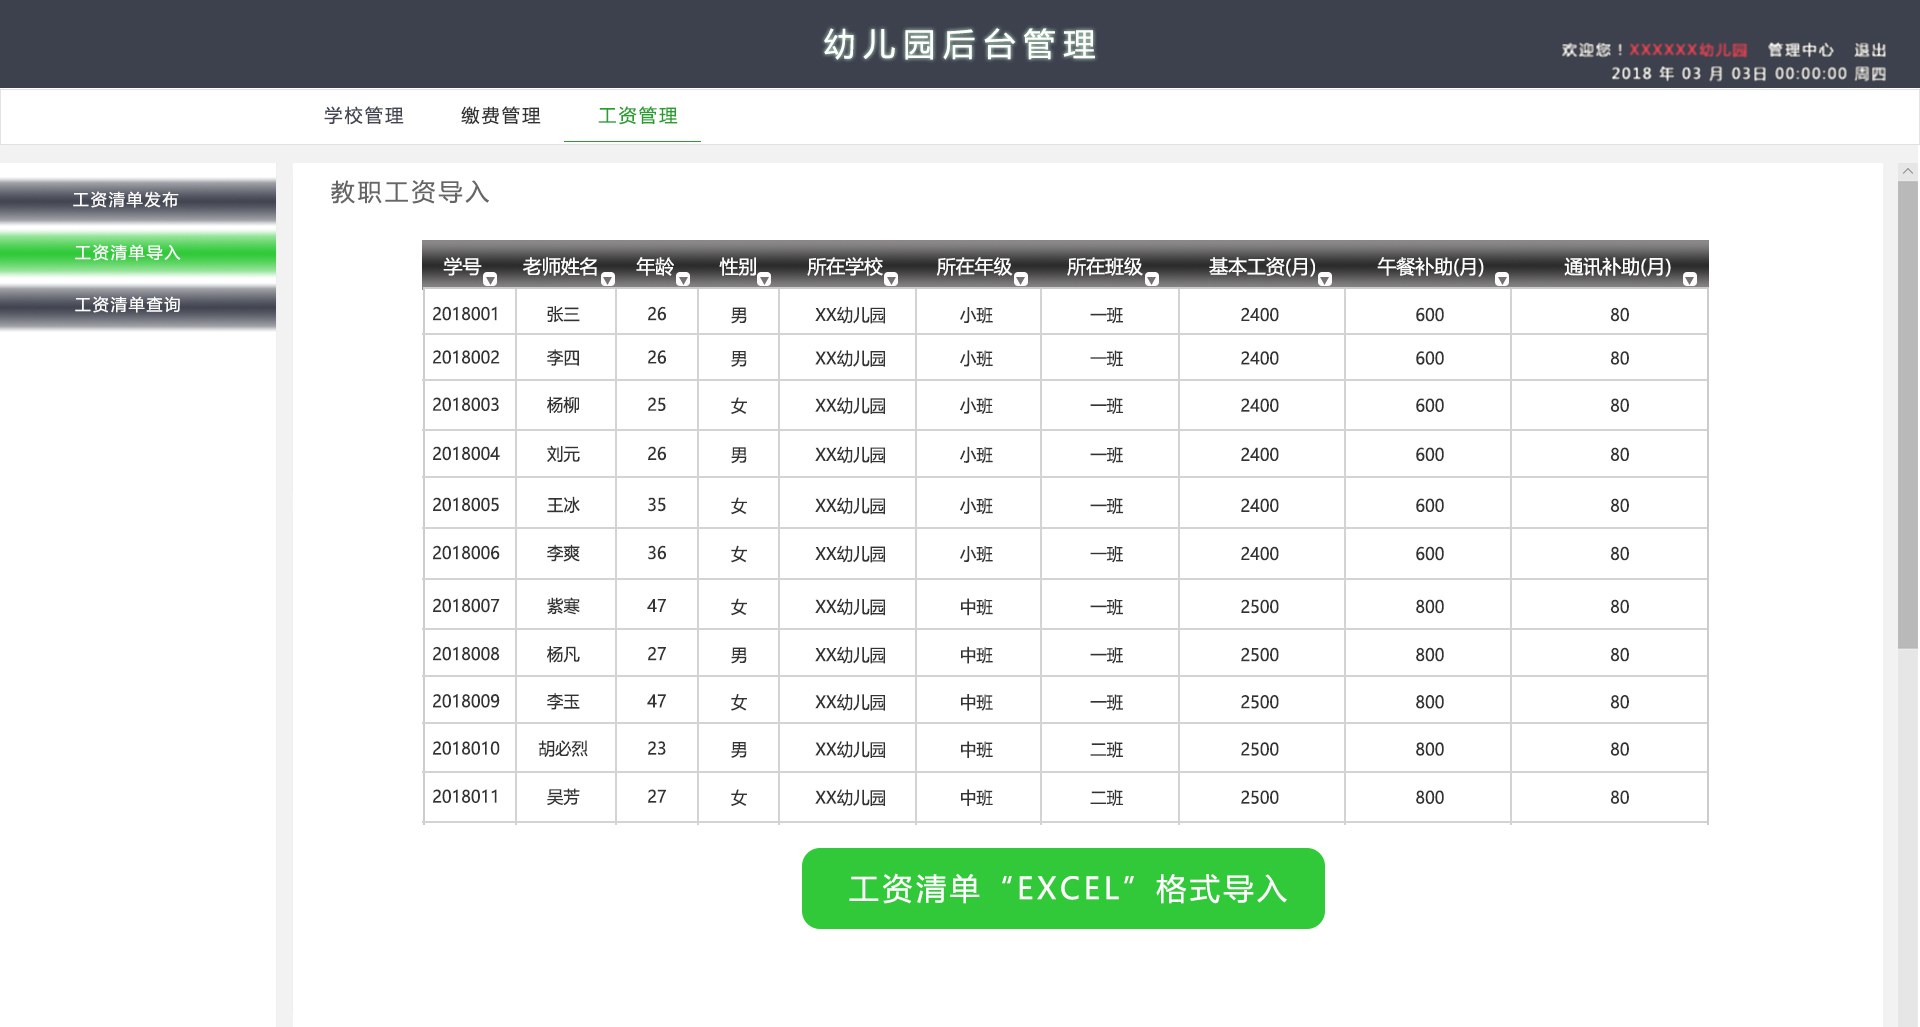 幼儿园后台管理
欢迎您！XXXXXX幼儿园 管理中心 退出
2018 年 03 月 03日 00:00:00 周四
学校管理 缴费管理 工资管理
工资清单发布
工资清单导入
工资清单查询
教职工资导入
学号 老师姓名 年龄 性别 所在学校 所在年级 所在班级 基本工资(月) 午餐补助(月) 通讯补助(月)
2018001 张三 26 男 XX幼儿园 小班 一班 2400 600 80
2018002 李四 26 男 XX幼儿园 小班 一班 2400 600 80
2018003 杨柳 25 女 XX幼儿园 小班 一班 2400 600 80
2018004 刘元 26 男 XX幼儿园 小班 一班 2400 600 80
2018005 王冰 35 女 XX幼儿园 小班 一班 2400 600 80
2018006 李爽 36 女 XX幼儿园 小班 一班 2400 600 80
2018007 紫寒 47 女 XX幼儿园 中班 一班 2500 800 80
2018008 杨凡 27 男 XX幼儿园 中班 一班 2500 800 80
2018009 李玉 47 女 XX幼儿园 中班 一班 2500 800 80
2018010 胡必烈 23 男 XX幼儿园 中班 二班 2500 800 80
2018011 吴芳 27 女 XX幼儿园 中班 二班 2500 800 80
工资清单“EXCEL”格式导入